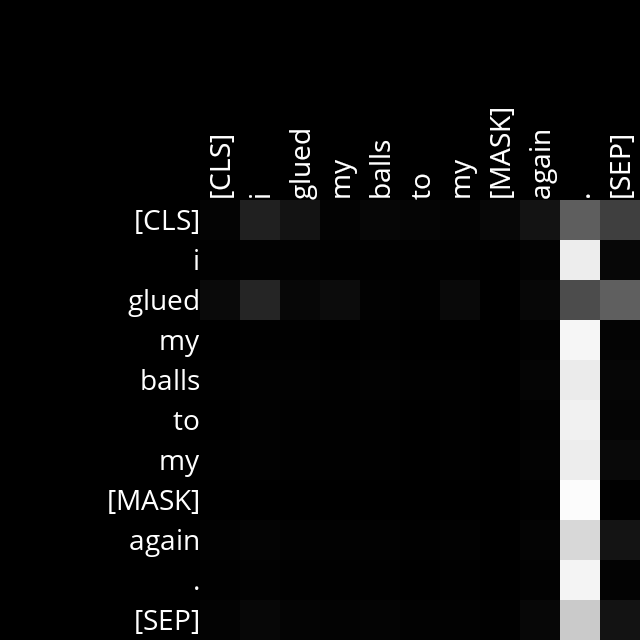 [CLS] i glued my balls to my [MASK] again . [SEP]
[CLS]
i
glued
my
balls
to
my
[MASK]
again
.
[SEP]